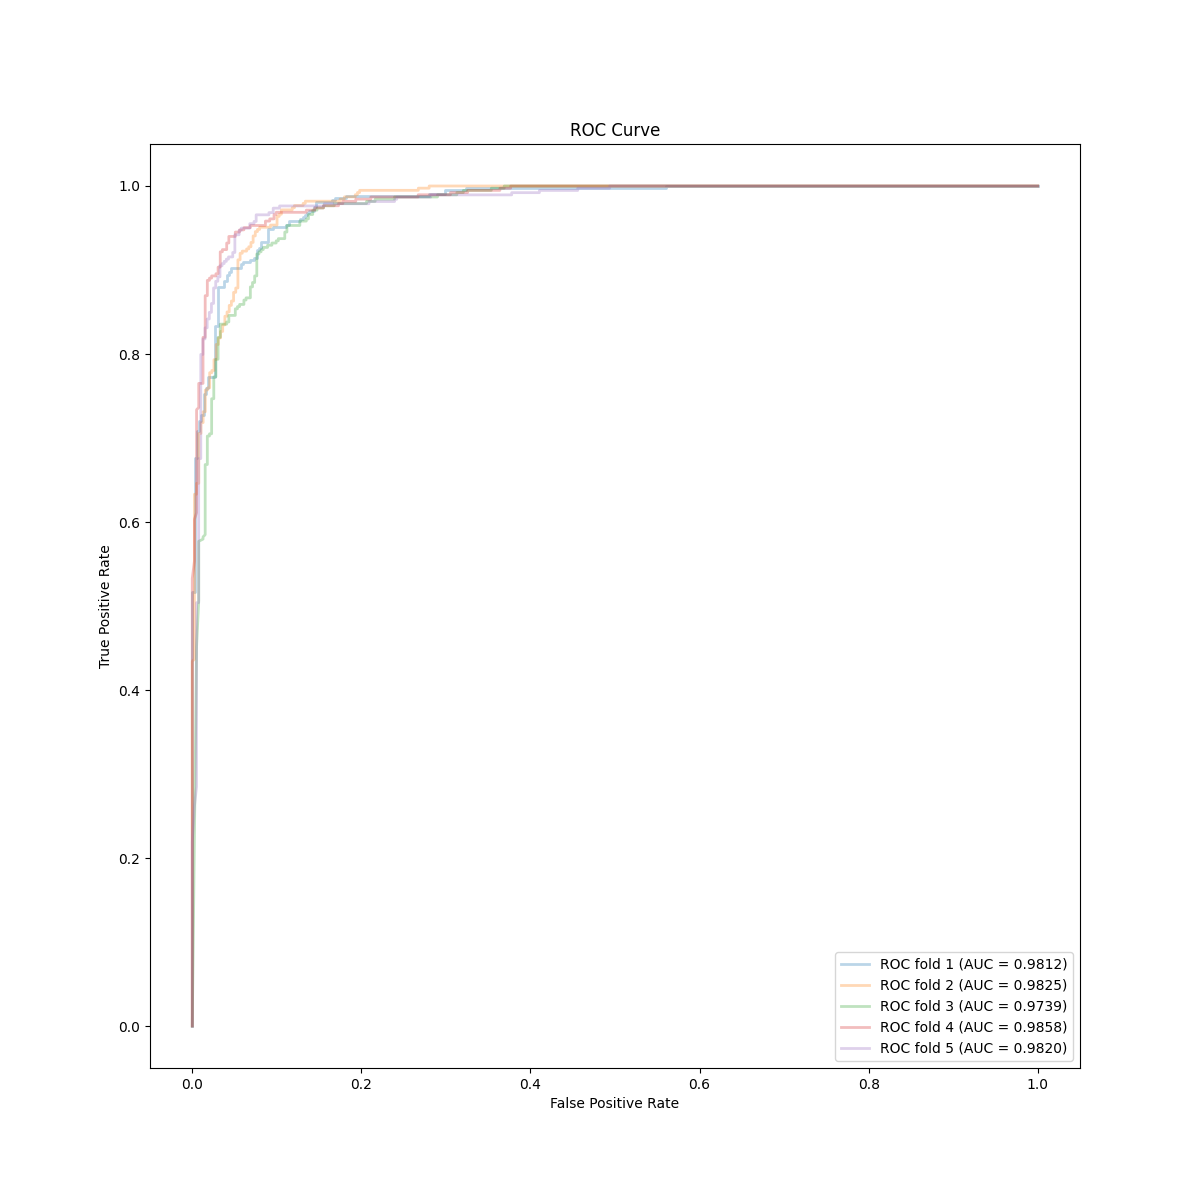 ROC Curve
1.0
0.8
0.6
0.4
0.2
0.0
True Positive Rate
0.0 0.2 0.4 0.6 0.8 1.0
False Positive Rate
ROC fold 1 (AUC = 0.9812)
ROC fold 2 (AUC = 0.9825)
ROC fold 3 (AUC = 0.9739)
ROC fold 4 (AUC = 0.9858)
ROC fold 5 (AUC = 0.9820)